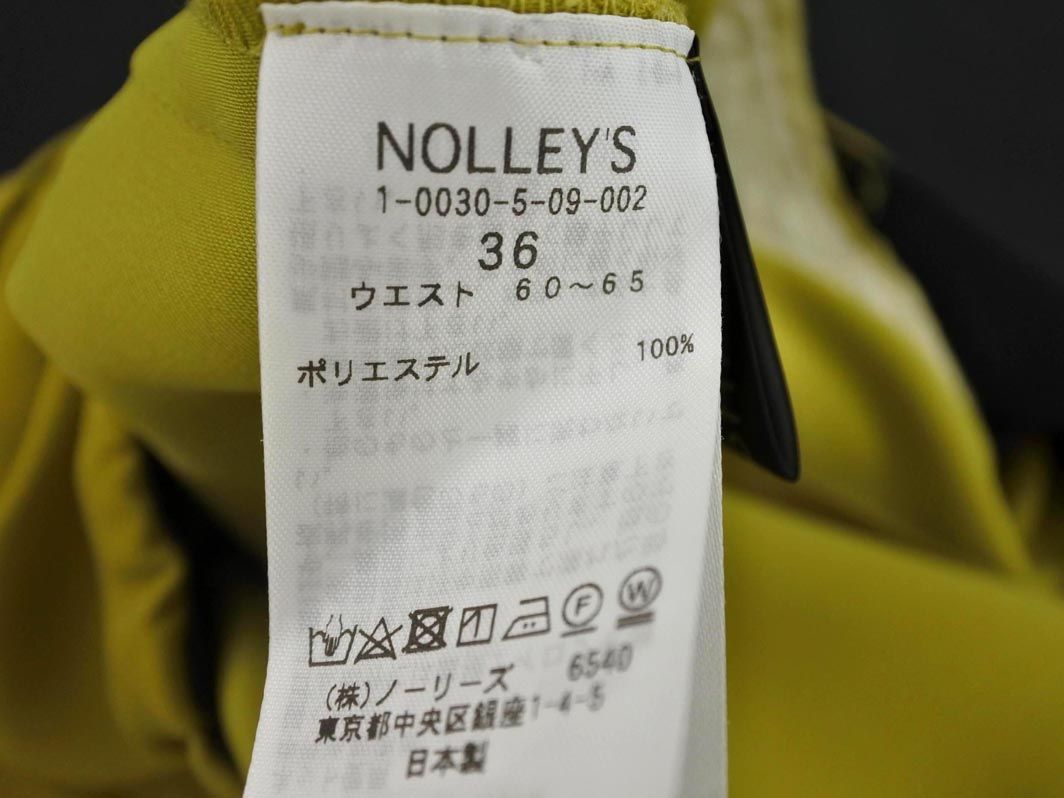 NOLLEY'S
1-0030-5-09-002
36
ウエスト 60～65
ポリエステル 100%
F W
(株)ノーリーズ 6540
東京都中央区銀座1-4-5
日本製